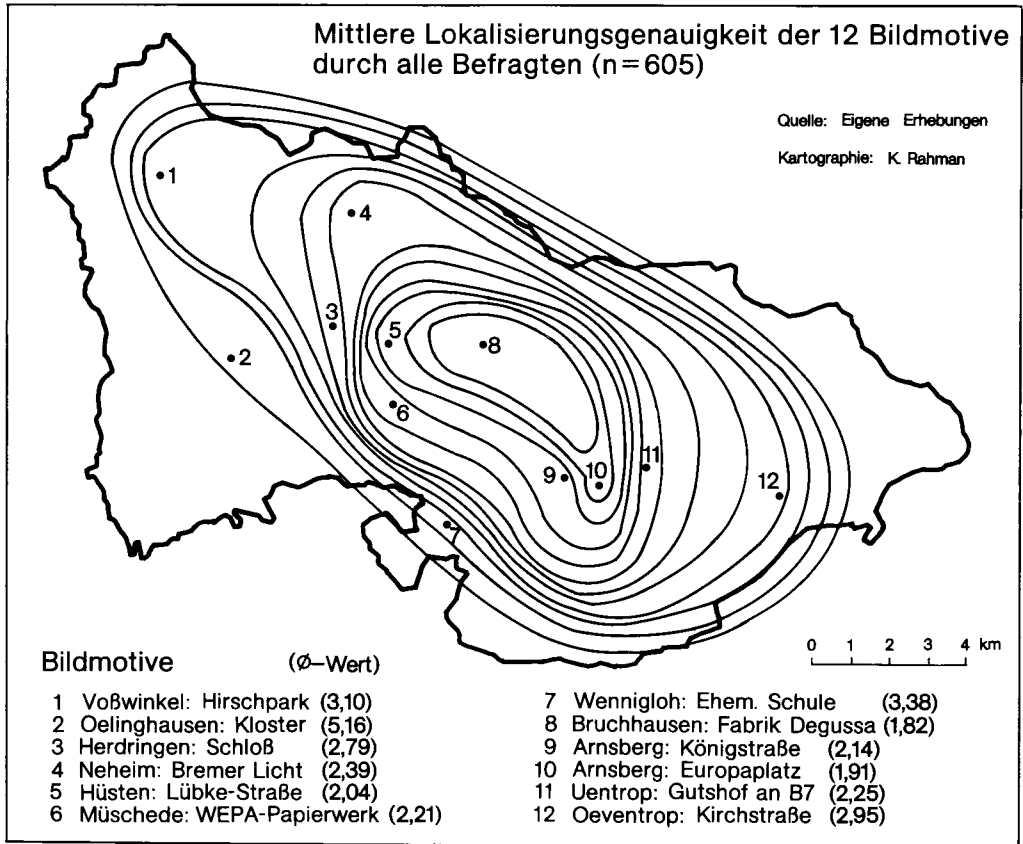 Mittlere Lokalisierungsgenauigkeit der 12 Bildmotive
durch alle Befragten (n=605)
Quelle: Eigene Erhebungen
Kartographie: K. Rahman
1
4
3
5
8
2
6
11
9
10
12
7
0 1 2 3 4 km
Bildmotive (Ø-Wert)
1 Voßwinkel: Hirschpark (3,10)
2 Oelinghausen: Kloster (5,16)
3 Herdringen: Schloß (2,79)
4 Neheim: Bremer Licht (2,39)
5 Hüsten: Lübke-Straße (2,04)
6 Müschede: WEPA-Papierwerk (2,21)
7 Wennigloh: Ehem. Schule (3,38)
8 Bruchhausen: Fabrik Degussa (1,82)
9 Arnsberg: Königstraße (2,14)
10 Arnsberg: Europaplatz (1,91)
11 Uentrop: Gutshof an B7 (2,25)
12 Oeventrop: Kirchstraße (2,95)